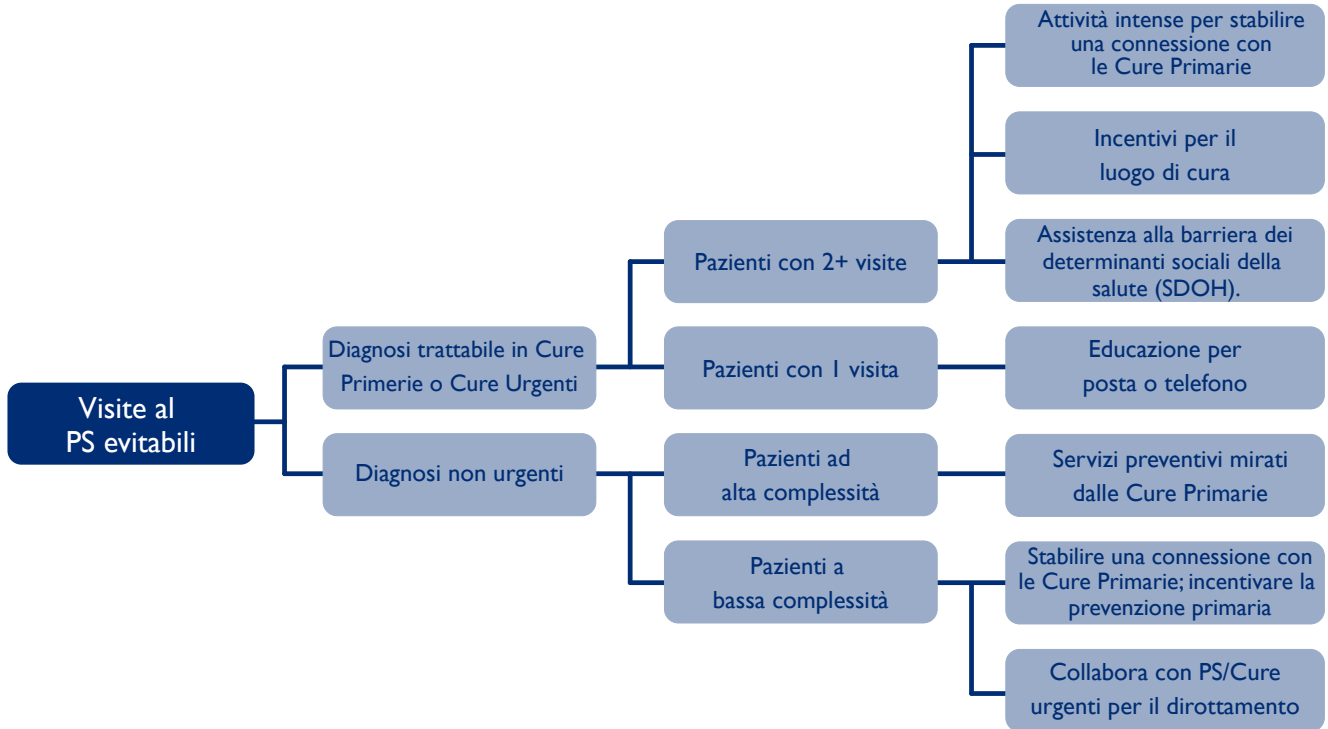 Visite al
PS evitabili
Diagnosi trattabile in Cure
Primerie o Cure Urgenti
Diagnosi non urgenti
Pazienti con 2+ visite
Pazienti con 1 visita
Pazienti ad
alta complessità
Pazienti a
bassa complessità
Attività intense per stabilire
una connessione con
le Cure Primarie
Incentivi per il
luogo di cura
Assistenza alla barriera dei
determinanti sociali della
salute (SDOH).
Educazione per
posta o telefono
Servizi preventivi mirati
dalle Cure Primarie
Stabilire una connessione con
le Cure Primarie; incentivare la
prevenzione primaria
Collabora con PS/Cure
urgenti per il dirottamento